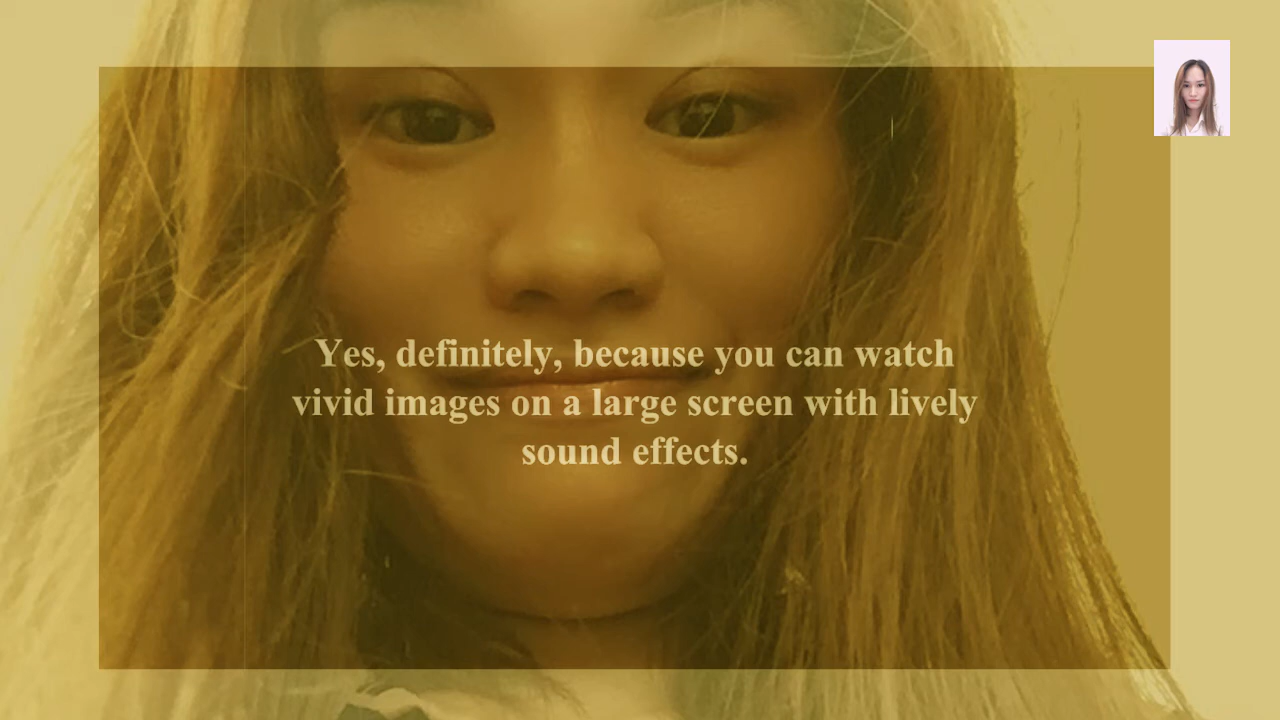 Yes, definitely, because you can watch
vivid images on a large screen with lively
sound effects.